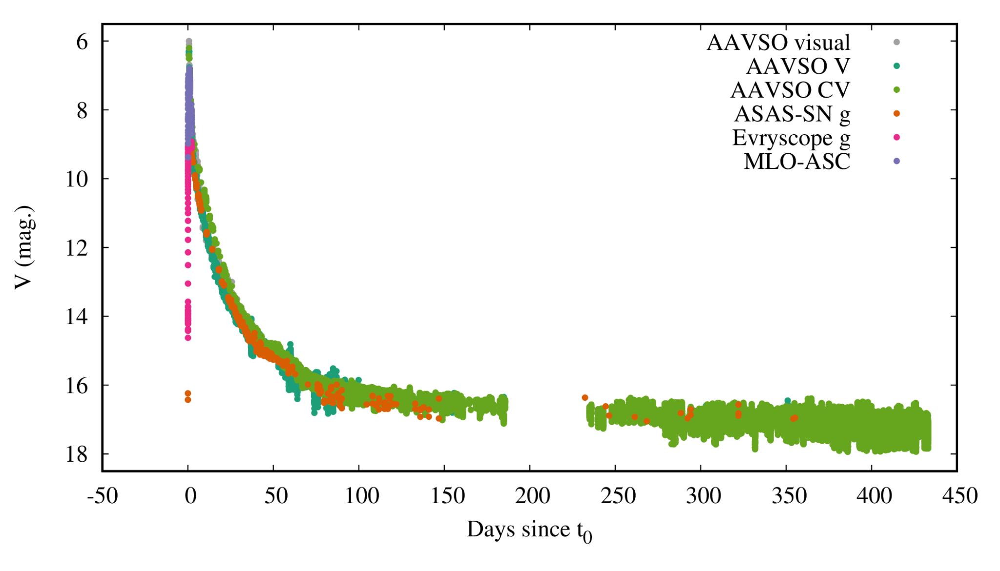 AAVSO visual
AAVSO V
AAVSO CV
ASAS-SN g
Evryscope g
MLO-ASC
V (mag.)
6
8
10
12
14
16
18
-50 0 50 100 150 200 250 300 350 400 450
Days since t₀